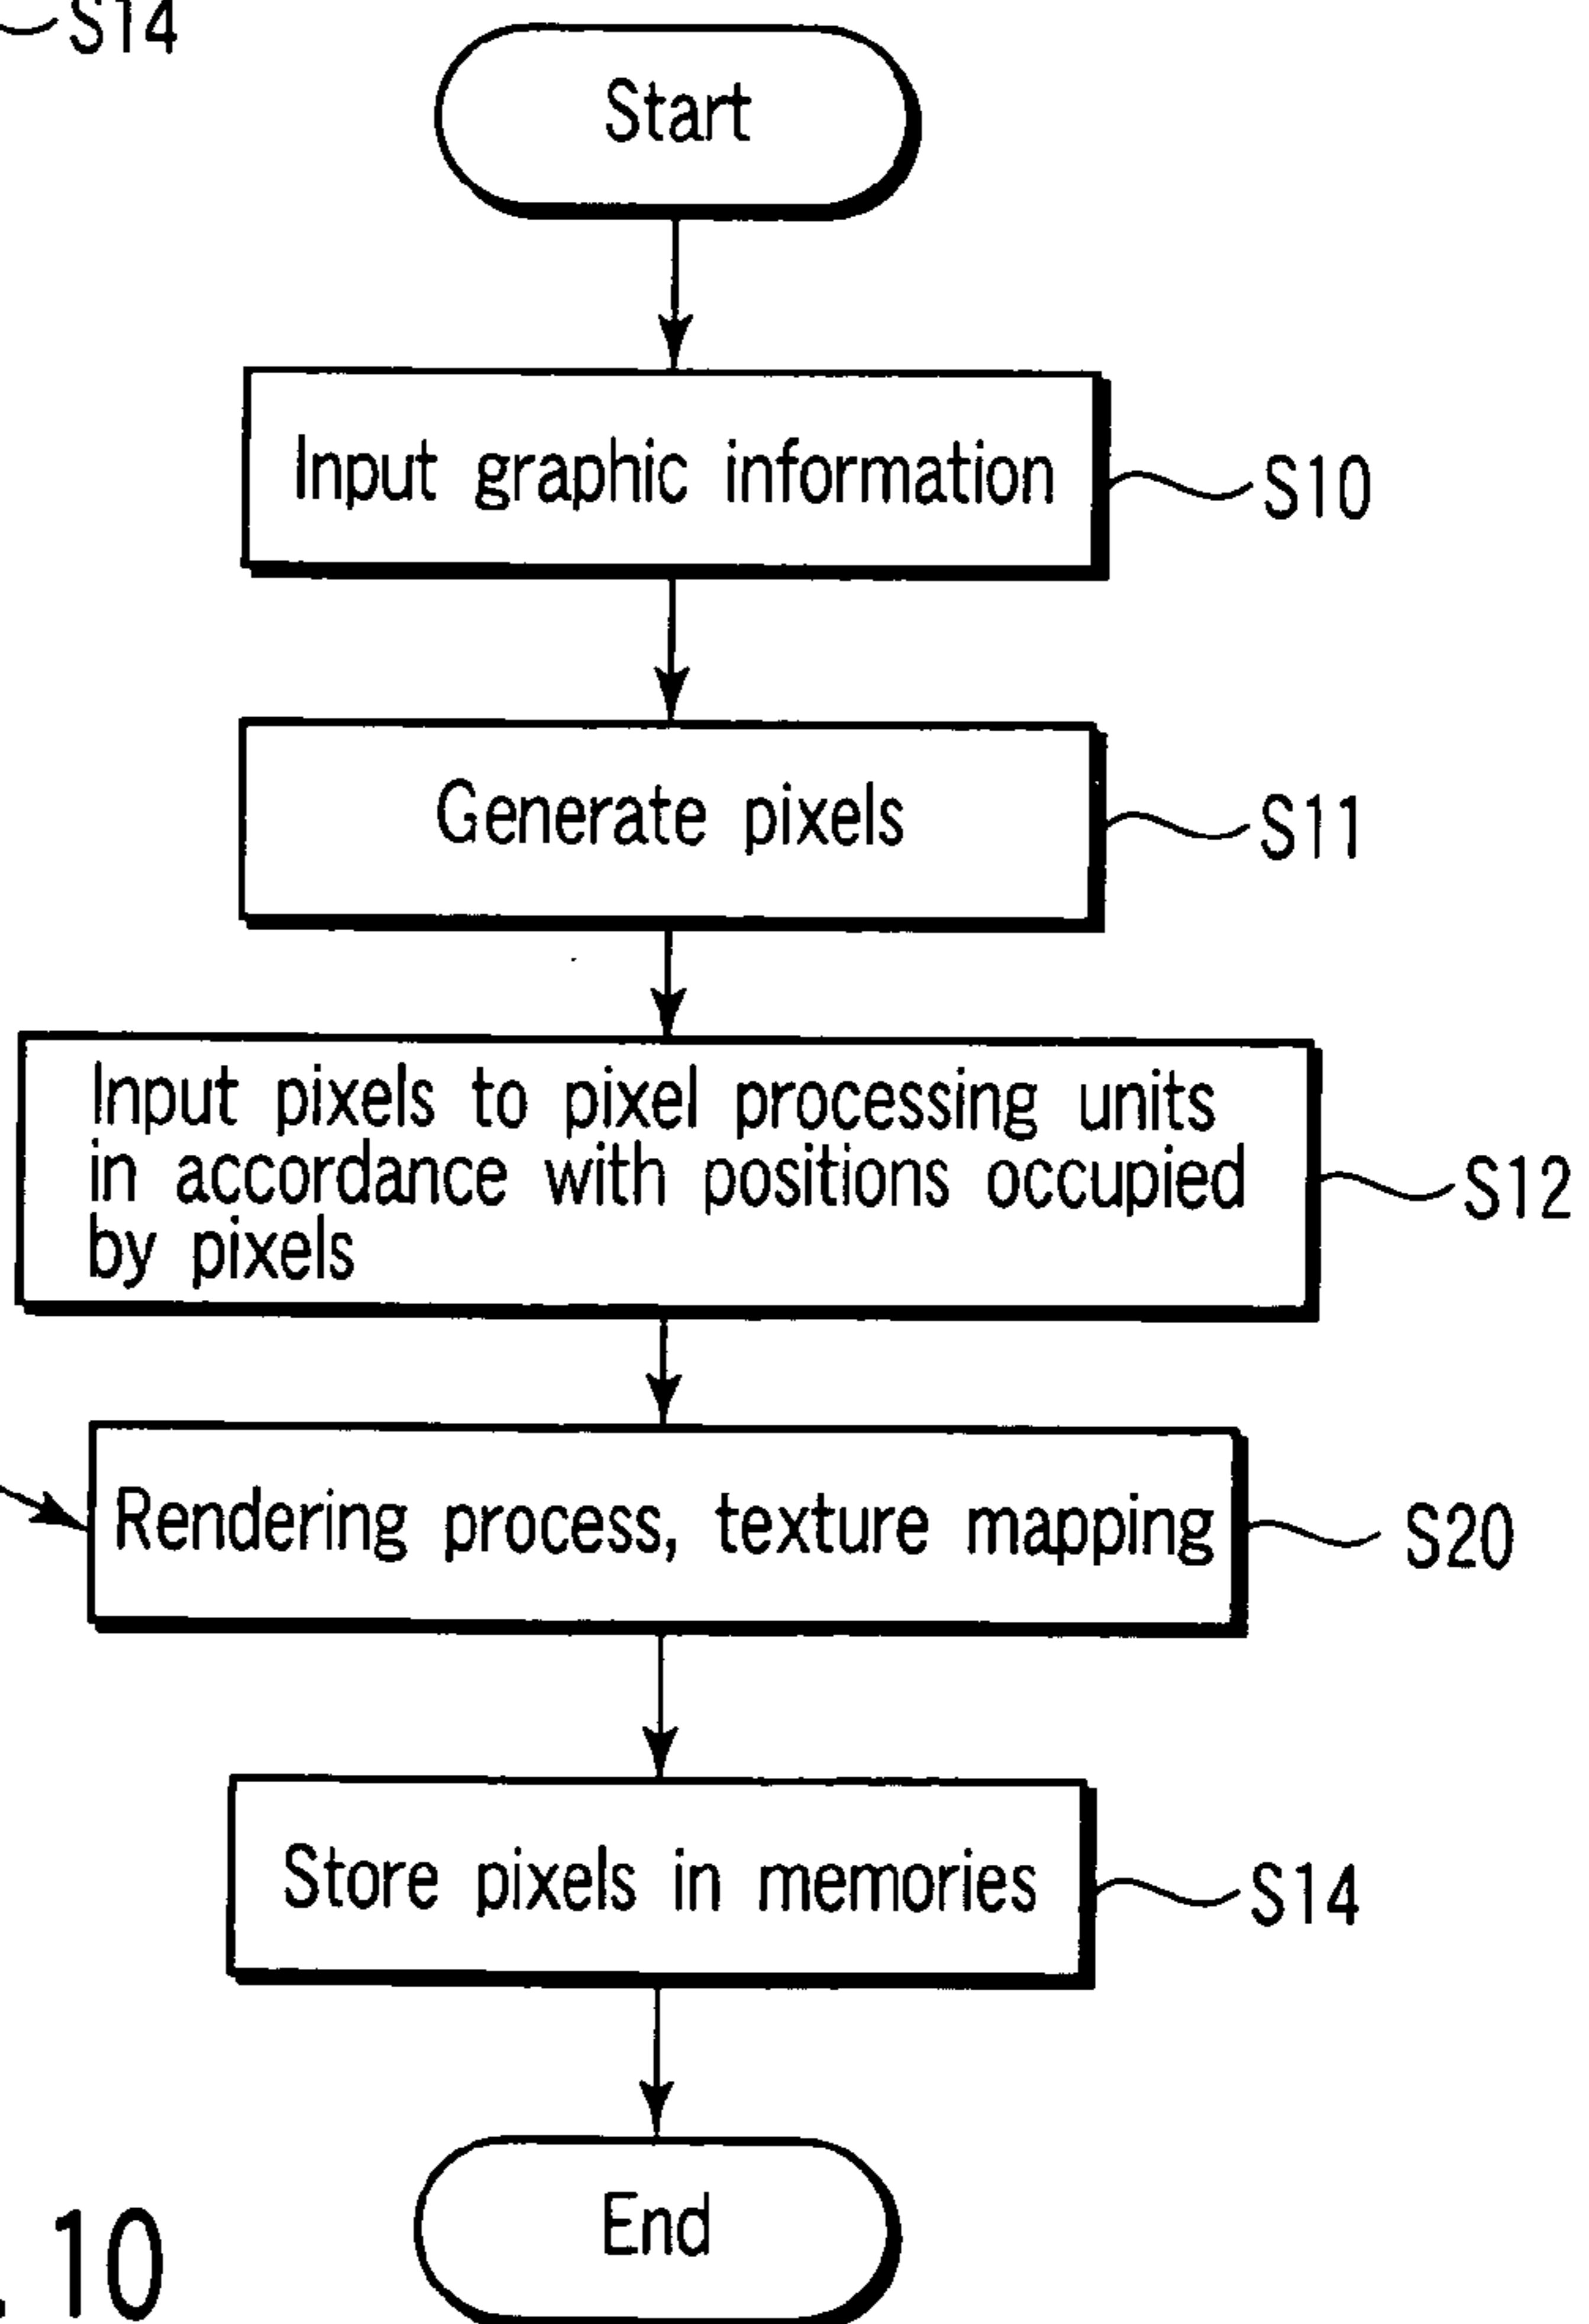 S14
Start
Input graphic information
S10
Generate pixels
S11
Input pixels to pixel processing units
in accordance with positions occupied
by pixels
S12
Rendering process, texture mapping
S20
Store pixels in memories
S14
End
10